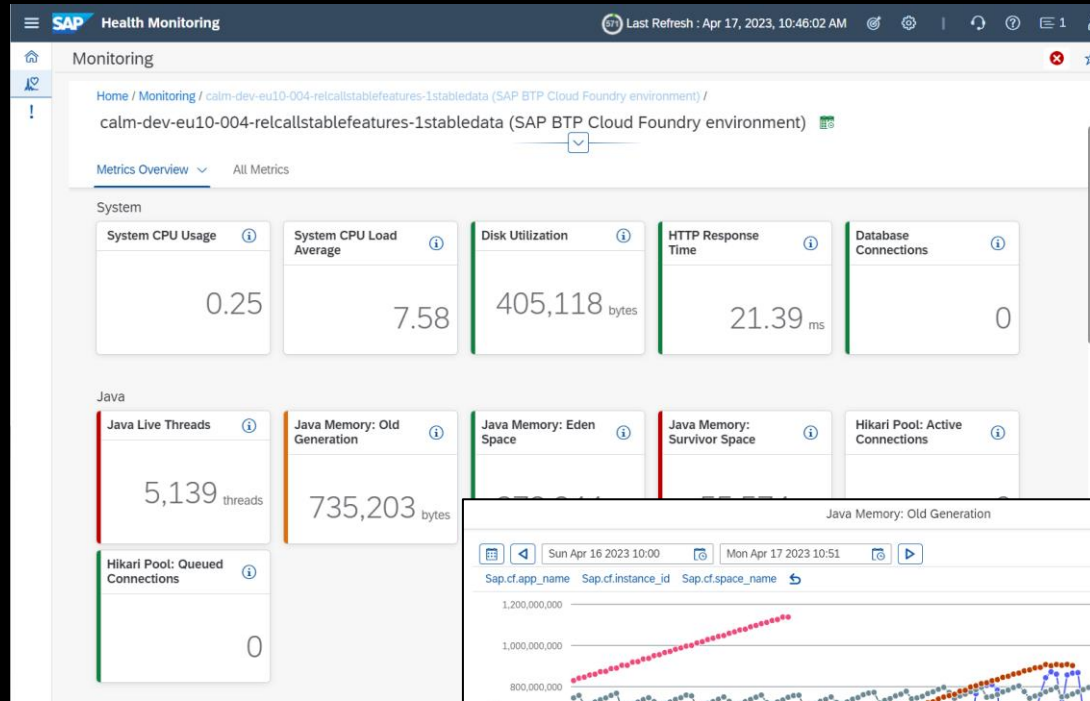 SAP Health Monitoring
571 Last Refresh : Apr 17, 2023, 10:46:02 AM
1
Monitoring
Home / Monitoring / calm-dev-eu10-004-relcallstablefeatures-1stabledata (SAP BTP Cloud Foundry environment) /
calm-dev-eu10-004-relcallstablefeatures-1stabledata (SAP BTP Cloud Foundry environment)
Metrics Overview
All Metrics
System
System CPU Usage
0.25
System CPU Load
Average
7.58
Disk Utilization
405,118 bytes
HTTP Response
Time
21.39 ms
Database
Connections
0
Java
Java Live Threads
5,139 threads
Java Memory: Old
Generation
735,203 bytes
Java Memory: Eden
Space
Java Memory:
Survivor Space
Hikari Pool: Active
Connections
Hikari Pool: Queued
Connections
0
Java Memory: Old Generation
Sun Apr 16 2023 10:00
Mon Apr 17 2023 10:51
Sap.cf.app_name Sap.cf.instance_id Sap.cf.space_name
1,200,000,000
1,000,000,000
800,000,000